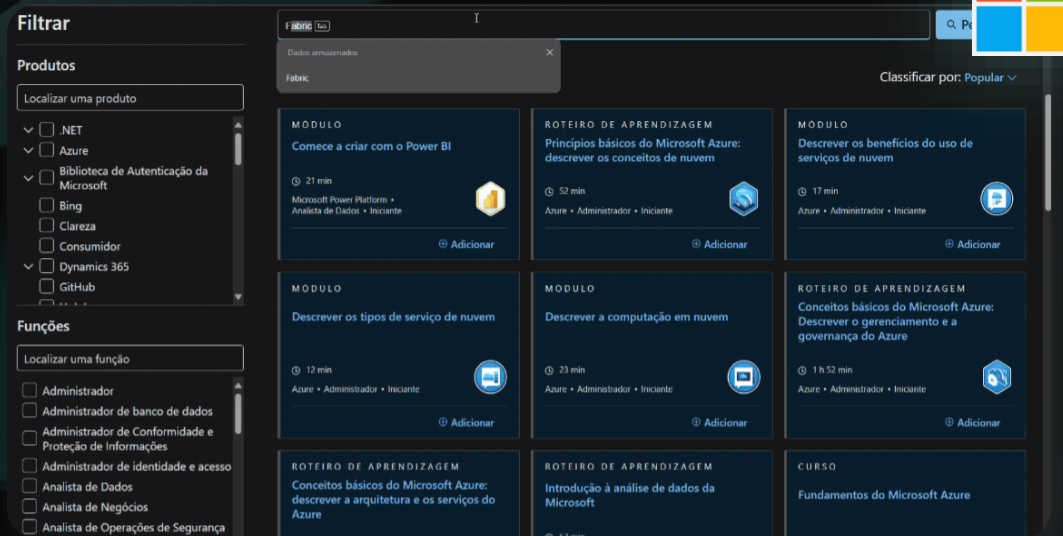 Filtrar
Fabric Tab
Dados armazenados
Fabric
Classificar por: Popular
Produtos
Localizar uma produto
.NET
Azure
Biblioteca de Autenticação da
Microsoft
Bing
Clareza
Consumidor
Dynamics 365
GitHub
Funções
Localizar uma função
Administrador
Administrador de banco de dados
Administrador de Conformidade e
Proteção de Informações
Administrador de identidade e acesso
Analista de Dados
Analista de Negócios
Analista de Operações de Segurança
MÓDULO
Comece a criar com o Power BI
21 min
Microsoft Power Platform •
Analista de Dados • Iniciante
Adicionar
ROTEIRO DE APRENDIZAGEM
Princípios básicos do Microsoft Azure:
descrever os conceitos de nuvem
52 min
Azure • Administrador • Iniciante
Adicionar
MÓDULO
Descrever os benefícios do uso de
serviços de nuvem
17 min
Azure • Administrador • Iniciante
Adicionar
MÓDULO
Descrever os tipos de serviço de nuvem
12 min
Azure • Administrador • Iniciante
Adicionar
MÓDULO
Descrever a computação em nuvem
23 min
Azure • Administrador • Iniciante
Adicionar
ROTEIRO DE APRENDIZAGEM
Conceitos básicos do Microsoft Azure:
Descrever o gerenciamento e a
governança do Azure
1 h 52 min
Azure • Administrador • Iniciante
Adicionar
ROTEIRO DE APRENDIZAGEM
Conceitos básicos do Microsoft Azure:
descrever a arquitetura e os serviços do
Azure
ROTEIRO DE APRENDIZAGEM
Introdução à análise de dados da
Microsoft
CURSO
Fundamentos do Microsoft Azure